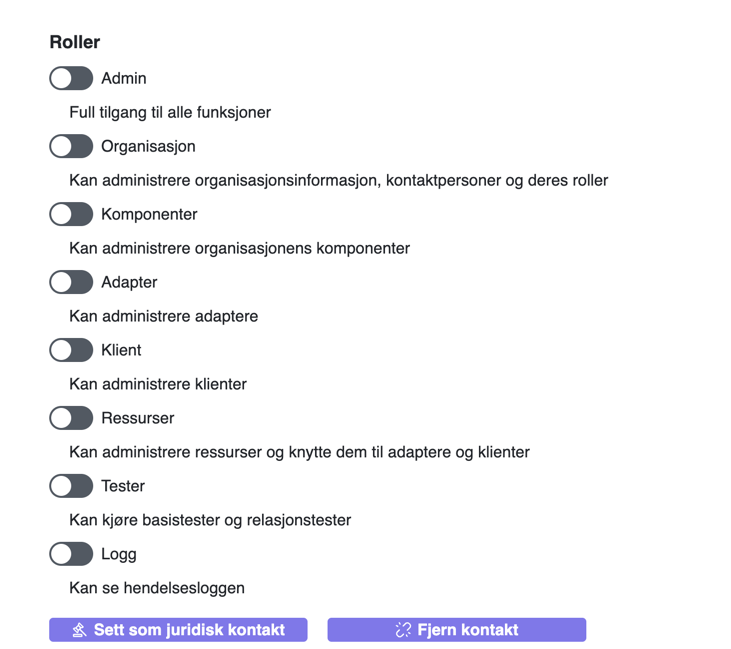 Roller
Admin
Full tilgang til alle funksjoner
Organisasjon
Kan administrere organisasjonsinformasjon, kontaktpersoner og deres roller
Komponenter
Kan administrere organisasjonens komponenter
Adapter
Kan administrere adaptere
Klient
Kan administrere klienter
Ressurser
Kan administrere ressurser og knytte dem til adaptere og klienter
Tester
Kan kjøre basistester og relasjonstester
Logg
Kan se hendelsesloggen
Sett som juridisk kontakt
Fjern kontakt